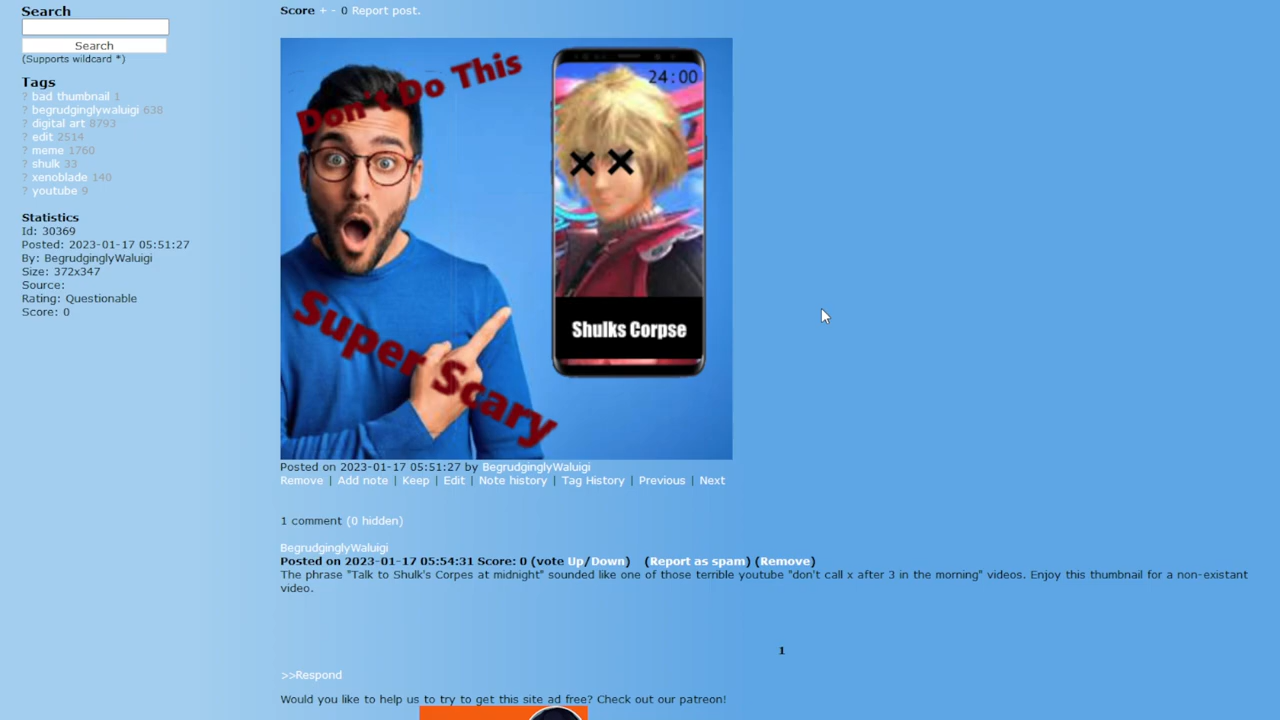 Search
Search
(Supports wildcard *)
Tags
? bad thumbnail 1
? begrudginglywaluigi 638
? digital art 8793
? edit 2514
? meme 1760
? shulk 33
? xenoblade 140
? youtube 9
Statistics
Id: 30369
Posted: 2023-01-17 05:51:27
By: BegrudginglyWaluigi
Size: 372x347
Source:
Rating: Questionable
Score: 0
Score + - 0 Report post.
Don't Do This
24:00
Shulks Corpse
Super Scary
Posted on 2023-01-17 05:51:27 by BegrudginglyWaluigi
Remove | Add note | Keep | Edit | Note history | Tag History | Previous | Next
1 comment (0 hidden)
BegrudginglyWaluigi
Posted on 2023-01-17 05:54:31 Score: 0 (vote Up/Down) (Report as spam) (Remove)
The phrase "Talk to Shulk's Corpes at midnight" sounded like one of those terrible youtube "don't call x after 3 in the morning" videos. Enjoy this thumbnail for a non-existant
video.
1
>>Respond
Would you like to help us to try to get this site ad free? Check out our patreon!